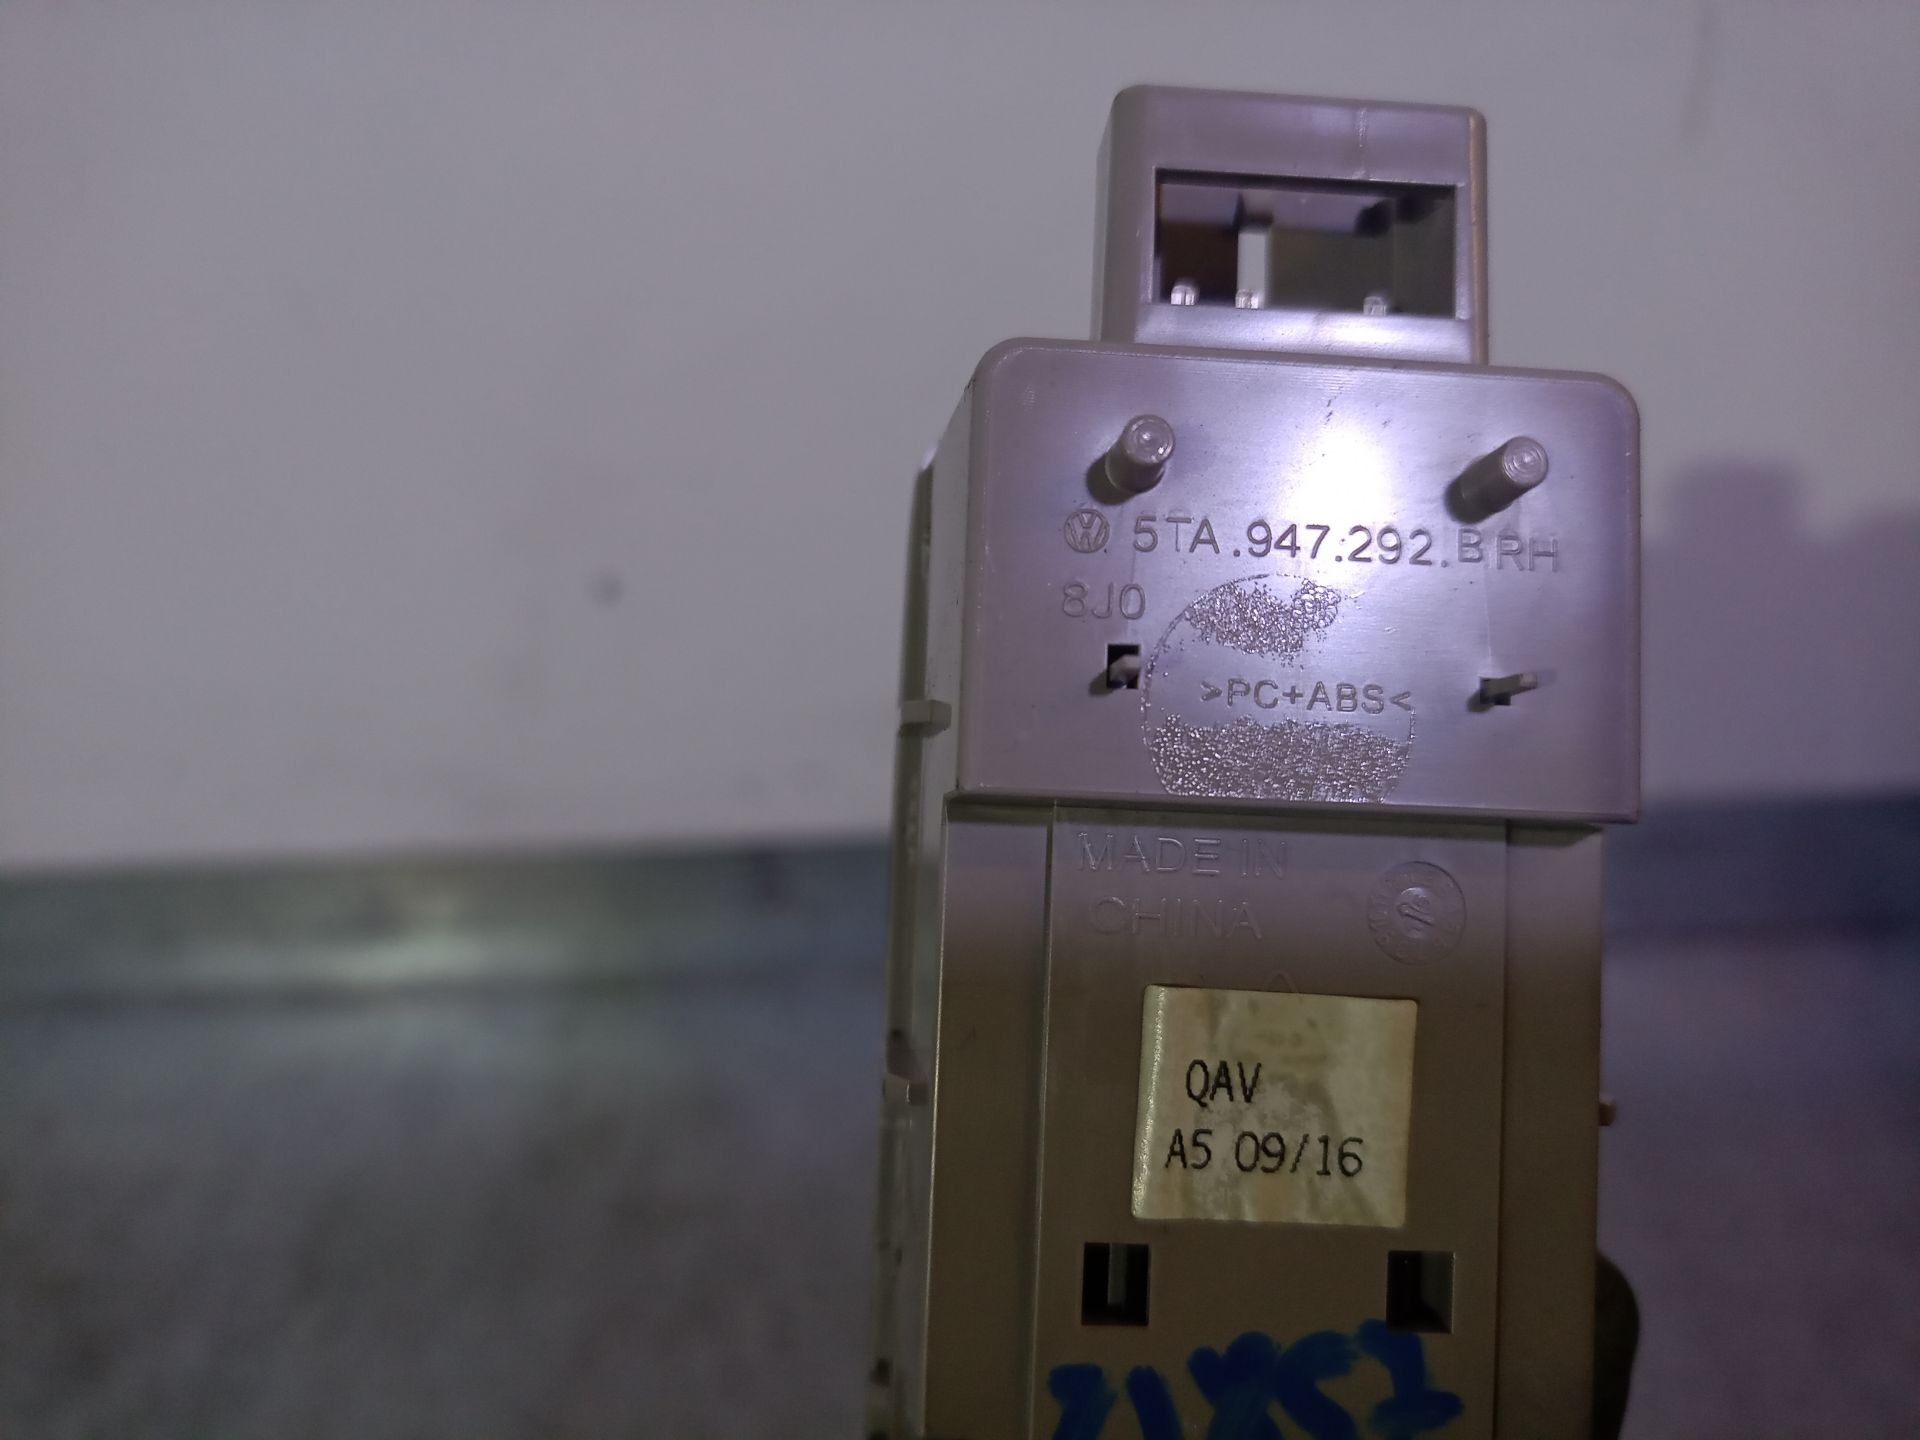 5TA.947.292.B RH
8J0
>PC+ABS<
MADE IN
CHINA
QAV
A5 09/16